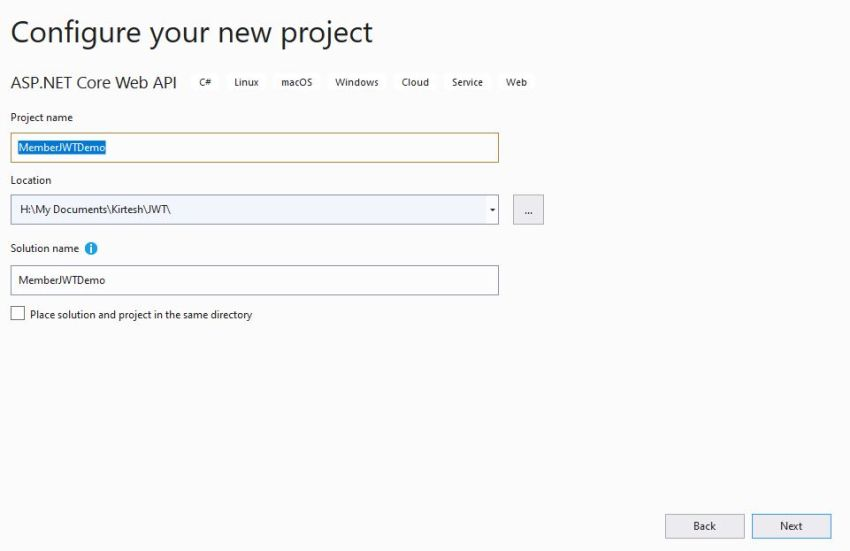 Configure your new project
ASP.NET Core Web API C# Linux macOS Windows Cloud Service Web
Project name
MemberJWTDemo
Location
H:\My Documents\Kirtesh\JWT\
...
Solution name
MemberJWTDemo
Place solution and project in the same directory
Back Next